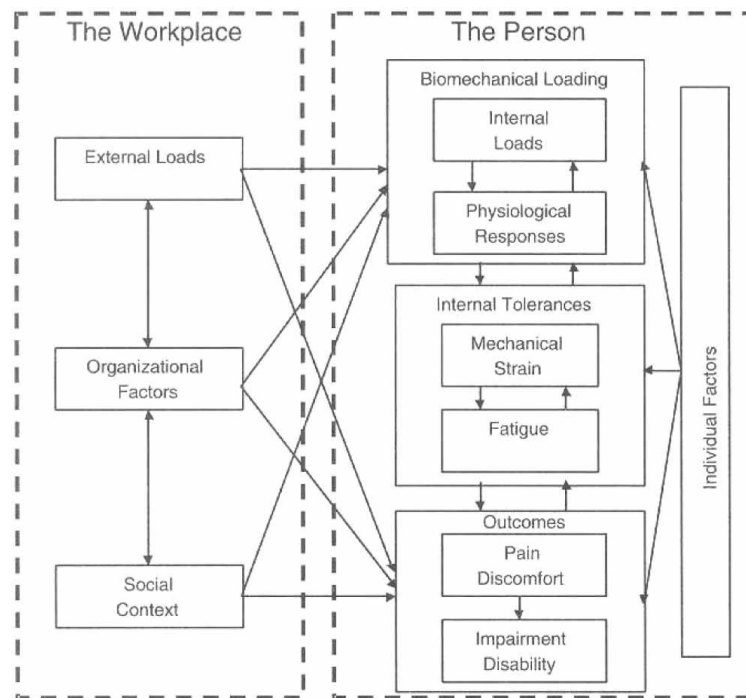 The Workplace
External Loads
Organizational
Factors
Social
Context
The Person
Biomechanical Loading
Internal
Loads
Physiological
Responses
Internal Tolerances
Mechanical
Strain
Fatigue
Outcomes
Pain
Discomfort
Impairment
Disability
Individual Factors